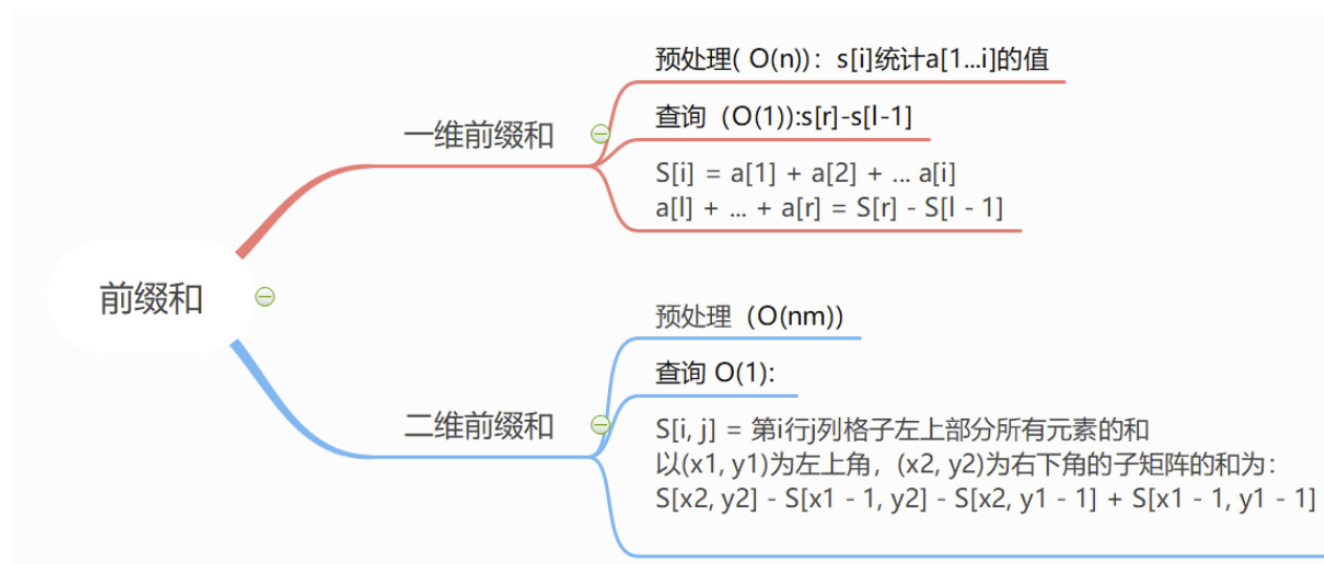 前缀和
一维前缀和
预处理( O(n))：s[i]统计a[1...i]的值
查询（O(1)):s[r]-s[l-1]
S[i] = a[1] + a[2] + ... a[i]
a[l] + ... + a[r] = S[r] - S[l - 1]
二维前缀和
预处理（O(nm))
查询 O(1):
S[i, j] = 第i行j列格子左上部分所有元素的和
以(x1, y1)为左上角，(x2, y2)为右下角的子矩阵的和为：
S[x2, y2] - S[x1 - 1, y2] - S[x2, y1 - 1] + S[x1 - 1, y1 - 1]